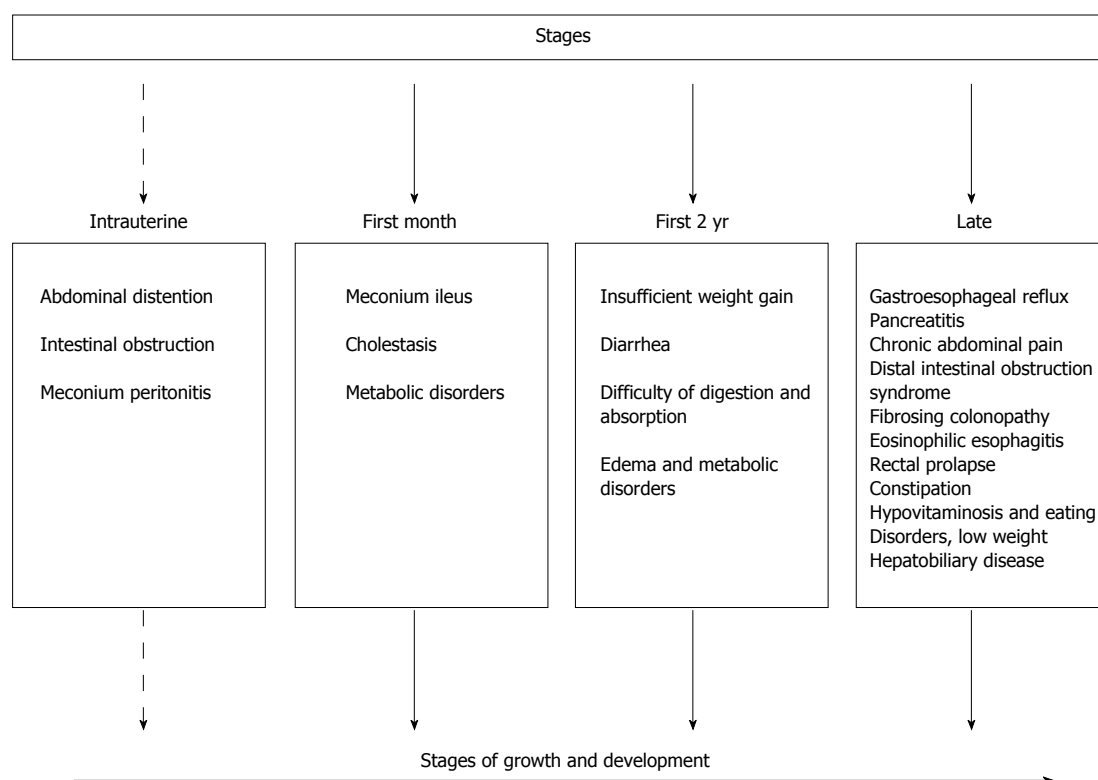 Stages
Intrauterine
Abdominal distention
Intestinal obstruction
Meconium peritonitis
First month
Meconium ileus
Cholestasis
Metabolic disorders
First 2 yr
Insufficient weight gain
Diarrhea
Difficulty of digestion and
absorption
Edema and metabolic
disorders
Late
Gastroesophageal reflux
Pancreatitis
Chronic abdominal pain
Distal intestinal obstruction
syndrome
Fibrosing colonopathy
Eosinophilic esophagitis
Rectal prolapse
Constipation
Hypovitaminosis and eating
Disorders, low weight
Hepatobiliary disease
Stages of growth and development